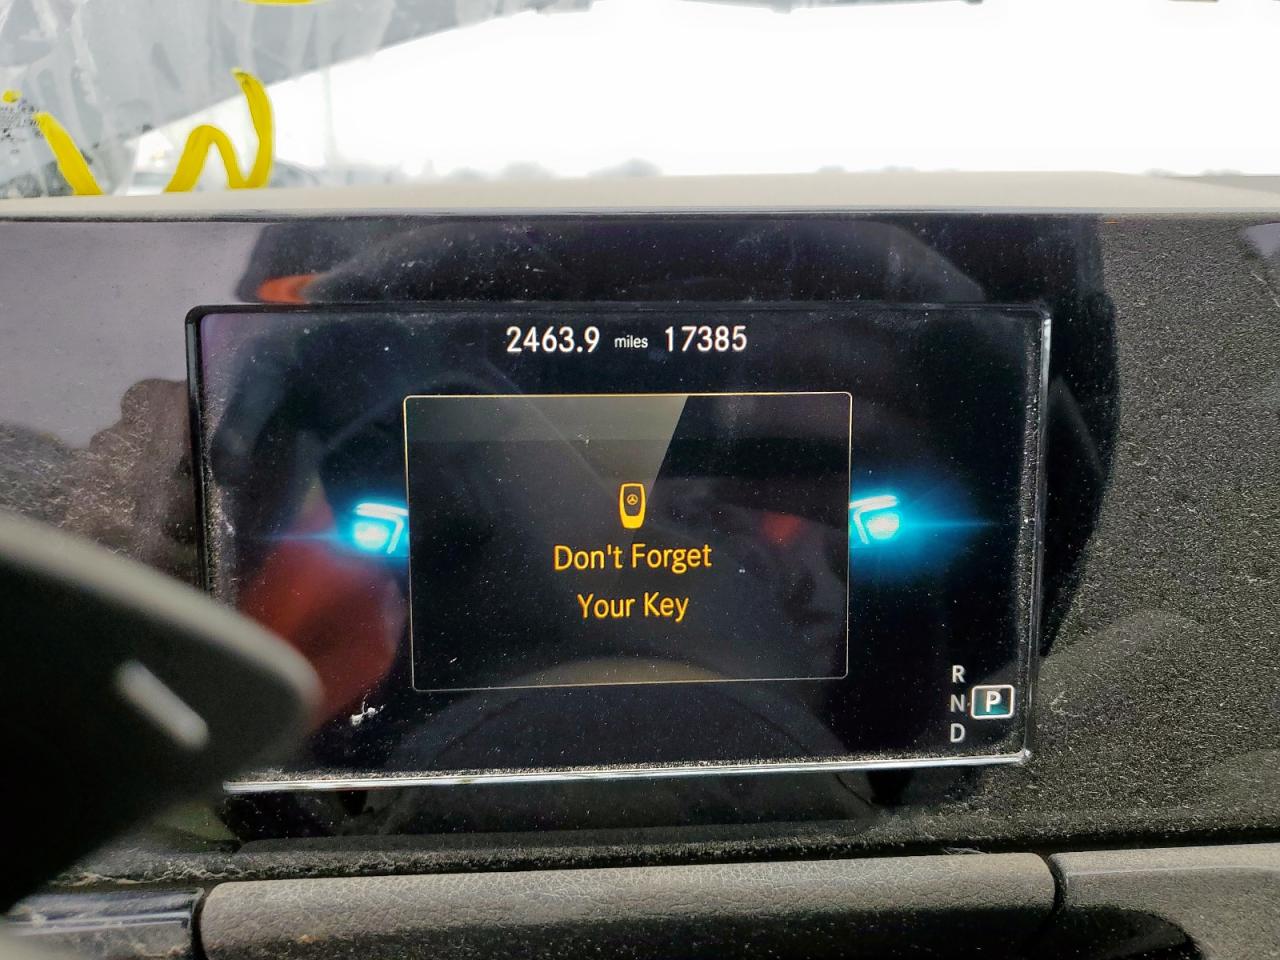 2463.9 miles 17385
Don't Forget
Your Key
R
N P
D